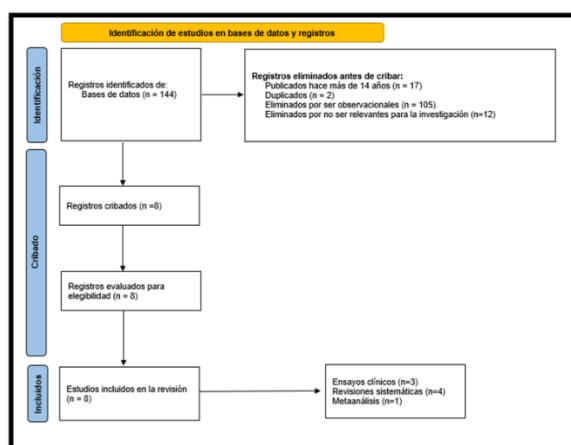 Identificación de estudios en bases de datos y registros
Identificación
Registros identificados de:
Bases de datos (n = 144)
Registros eliminados antes de cribar:
Publicados hace más de 14 años (n = 17)
Duplicados (n = 2)
Eliminados por ser observacionales (n = 105).
Eliminados por no ser relevantes para la investigación (n=12)
Cribado
Registros cribados (n =8)
Registros evaluados para
elegibilidad (n = 8)
Incluidos
Estudios incluidos en la revisión
(n = 8)
Ensayos clínicos (n=3)
Revisiones sistemáticas (n=4)
Metaanálisis (n=1)